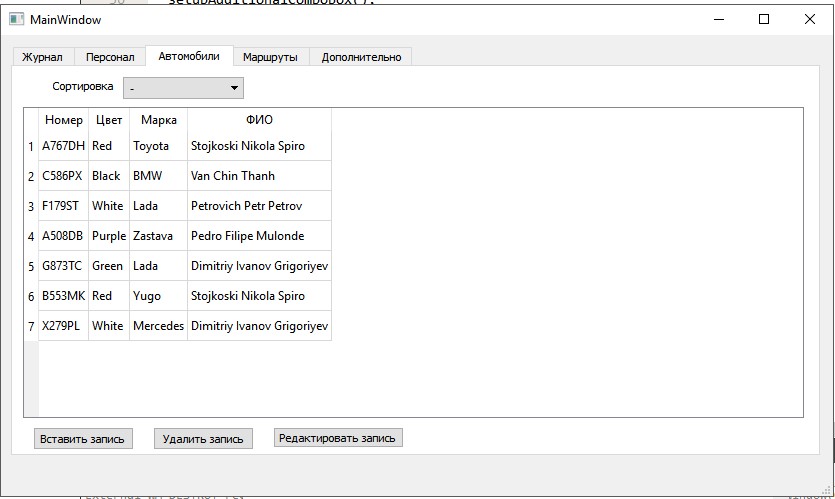 setupAdditionalComboBox();
MainWindow
Журнал Персонал Автомобили Маршруты Дополнительно
Сортировка -
Номер Цвет Марка ФИО
1 A767DH Red Toyota Stojkoski Nikola Spiro
2 C586PX Black BMW Van Chin Thanh
3 F179ST White Lada Petrovich Petr Petrov
4 A508DB Purple Zastava Pedro Filipe Mulonde
5 G873TC Green Lada Dimitriy Ivanov Grigoriyev
6 B553MK Red Yugo Stojkoski Nikola Spiro
7 X279PL White Mercedes Dimitriy Ivanov Grigoriyev
Вставить запись Удалить запись Редактировать запись